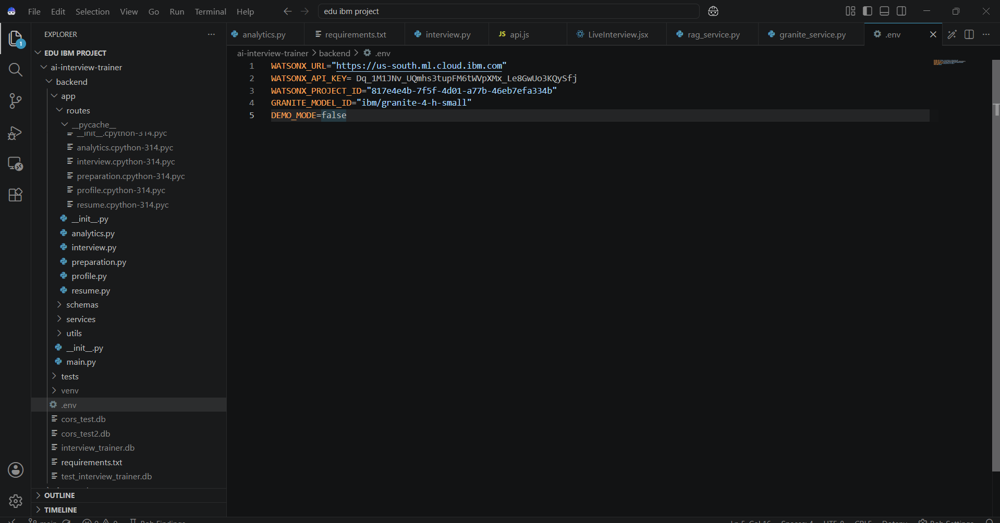 File Edit Selection View Go Run Terminal Help
edu ibm project
EXPLORER
1
EDU IBM PROJECT
ai-interview-trainer
backend
app
routes
__pycache__
__init__.cpython-314.pyc
analytics.cpython-314.pyc
interview.cpython-314.pyc
preparation.cpython-314.pyc
profile.cpython-314.pyc
resume.cpython-314.pyc
__init__.py
analytics.py
interview.py
preparation.py
profile.py
resume.py
schemas
services
utils
__init__.py
main.py
tests
venv
.env
cors_test.db
cors_test2.db
interview_trainer.db
requirements.txt
test_interview_trainer.db
OUTLINE
TIMELINE
analytics.py requirements.txt interview.py JS api.js LiveInterview.jsx rag_service.py granite_service.py .env
ai-interview-trainer > backend > .env
1 WATSONX_URL="https://us-south.ml.cloud.ibm.com"
2 WATSONX_API_KEY= Dq_1M1JNv_UQmhs3tupFM6tWVpXMx_Le8GwUo3KQySfj
3 WATSONX_PROJECT_ID="817e4e4b-7f5f-4d01-a77b-46eb7efa334b"
4 GRANITE_MODEL_ID="ibm/granite-4-h-small"
5 DEMO_MODE=false